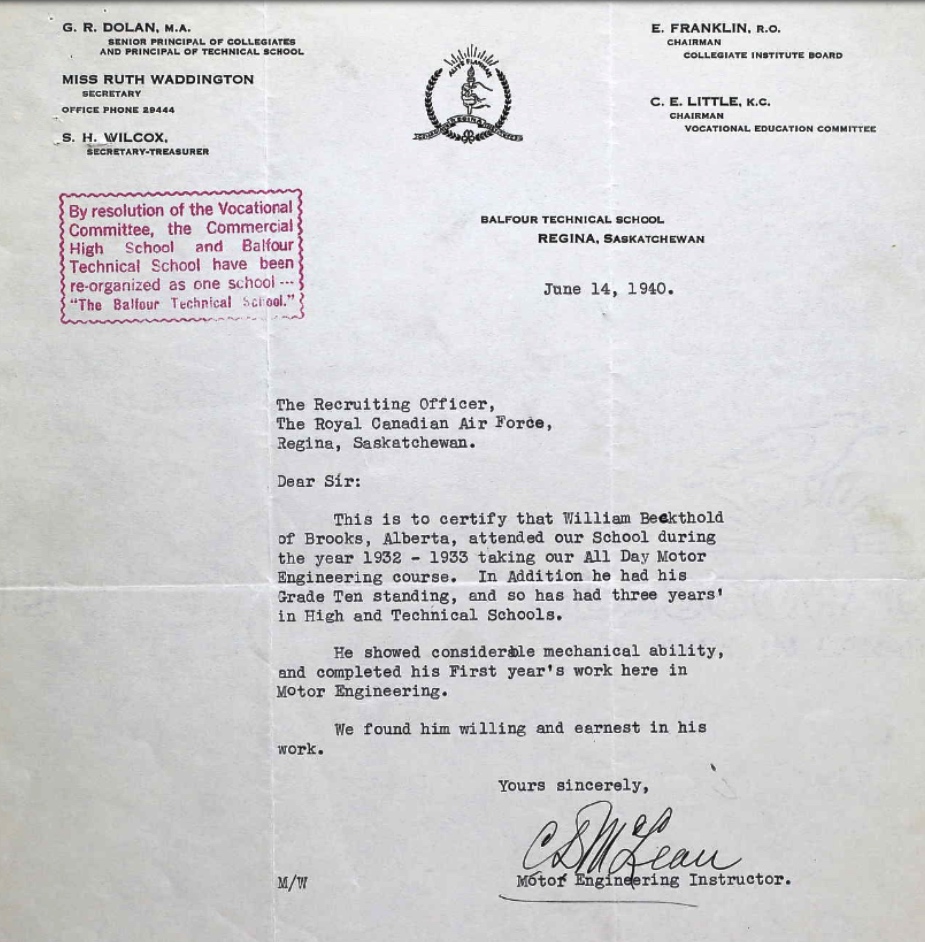 G. R. DOLAN, M.A.
SENIOR PRINCIPAL OF COLLEGIATES
AND PRINCIPAL OF TECHNICAL SCHOOL
MISS RUTH WADDINGTON
SECRETARY
OFFICE PHONE 29444
S. H. WILCOX,
SECRETARY-TREASURER
E. FRANKLIN, R.O.
CHAIRMAN
COLLEGIATE INSTITUTE BOARD
C. E. LITTLE, K.C.
CHAIRMAN
VOCATIONAL EDUCATION COMMITTEE
REGINA
By resolution of the Vocational
Committee, the Commercial
High School and Balfour
Technical School have been
re-organized as one school ---
"The Balfour Technical School."
BALFOUR TECHNICAL SCHOOL
REGINA, SASKATCHEWAN
June 14, 1940.
The Recruiting Officer,
The Royal Canadian Air Force,
Regina, Saskatchewan.
Dear Sir:
This is to certify that William Beckthold
of Brooks, Alberta, attended our School during
the year 1932 - 1933 taking our All Day Motor
Engineering course. In Addition he had his
Grade Ten standing, and so has had three years'
in High and Technical Schools.
He showed considerble mechanical ability,
and completed his First year's work here in
Motor Engineering.
We found him willing and earnest in his
work.
Yours sincerely,
C S McLean
M/W
Motor Engineering Instructor.